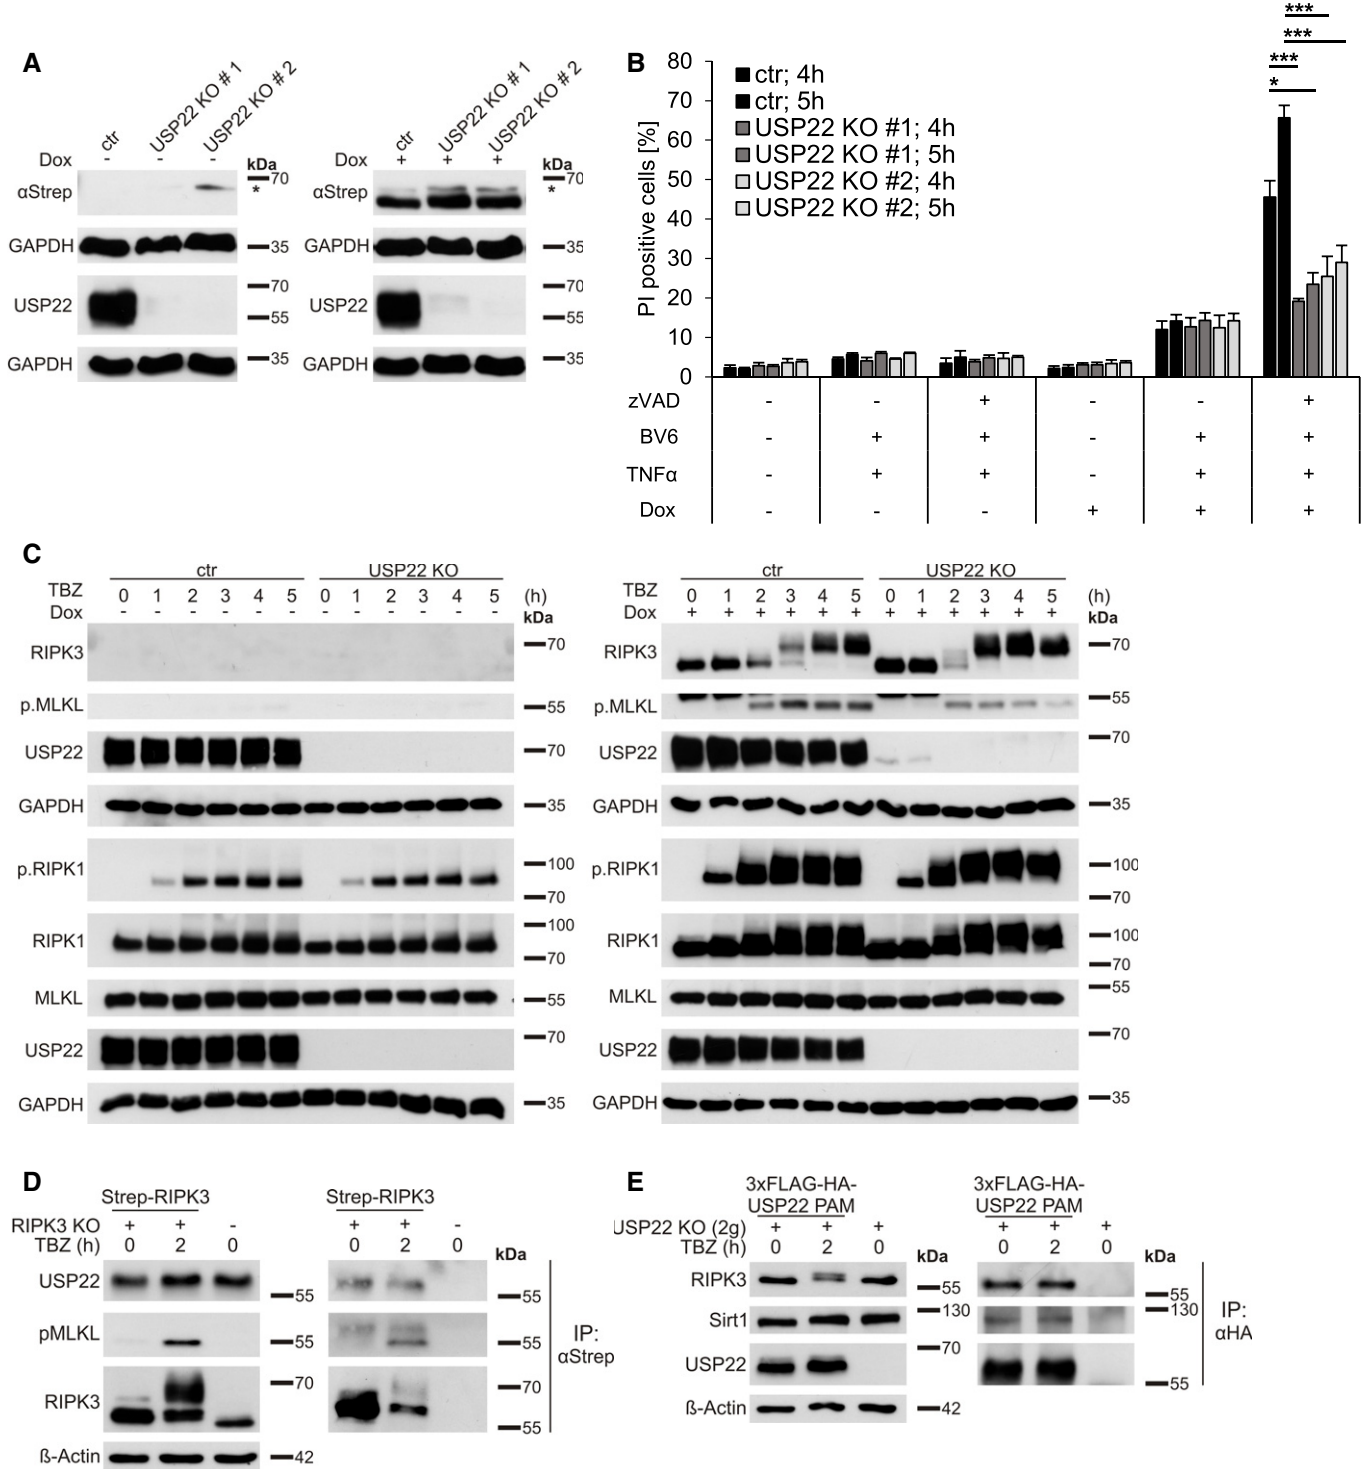 A
ctr
USP22 KO # 1
USP22 KO # 2
Dox - - -
kDa
αStrep
70
*
GAPDH
35
USP22
70
55
GAPDH
35
ctr
USP22 KO # 1
USP22 KO # 2
Dox + + +
kDa
αStrep
70
*
GAPDH
35
USP22
70
55
GAPDH
35
B
***
***
***
*
PI positive cells [%]
80
70
60
50
40
30
20
10
0
ctr; 4h
ctr; 5h
USP22 KO #1; 4h
USP22 KO #1; 5h
USP22 KO #2; 4h
USP22 KO #2; 5h
zVAD - - + - - +
BV6 - + + - + +
TNFα - + + - + +
Dox - - - + + +
C
ctr USP22 KO
TBZ 0 1 2 3 4 5 0 1 2 3 4 5 (h)
Dox - - - - - - - - - - - -
kDa
RIPK3
70
p.MLKL
55
USP22
70
GAPDH
35
p.RIPK1
100
70
RIPK1
100
70
MLKL
55
USP22
70
GAPDH
35
ctr USP22 KO
TBZ 0 1 2 3 4 5 0 1 2 3 4 5 (h)
Dox + + + + + + + + + + + +
kDa
RIPK3
70
p.MLKL
55
USP22
70
GAPDH
35
p.RIPK1
100
70
RIPK1
100
70
MLKL
55
USP22
70
GAPDH
35
D
Strep-RIPK3
Strep-RIPK3
RIPK3 KO + + - + + -
TBZ (h) 0 2 0 0 2 0
kDa
USP22
55
55
pMLKL
55
55
RIPK3
70
70
55
ß-Actin
42
IP:
αStrep
E
3xFLAG-HA-
USP22 PAM
3xFLAG-HA-
USP22 PAM
USP22 KO (2g) + + + + + +
TBZ (h) 0 2 0 0 2 0
kDa
kDa
RIPK3
55
55
Sirt1
130
130
USP22
70
55
ß-Actin
42
IP:
αHA